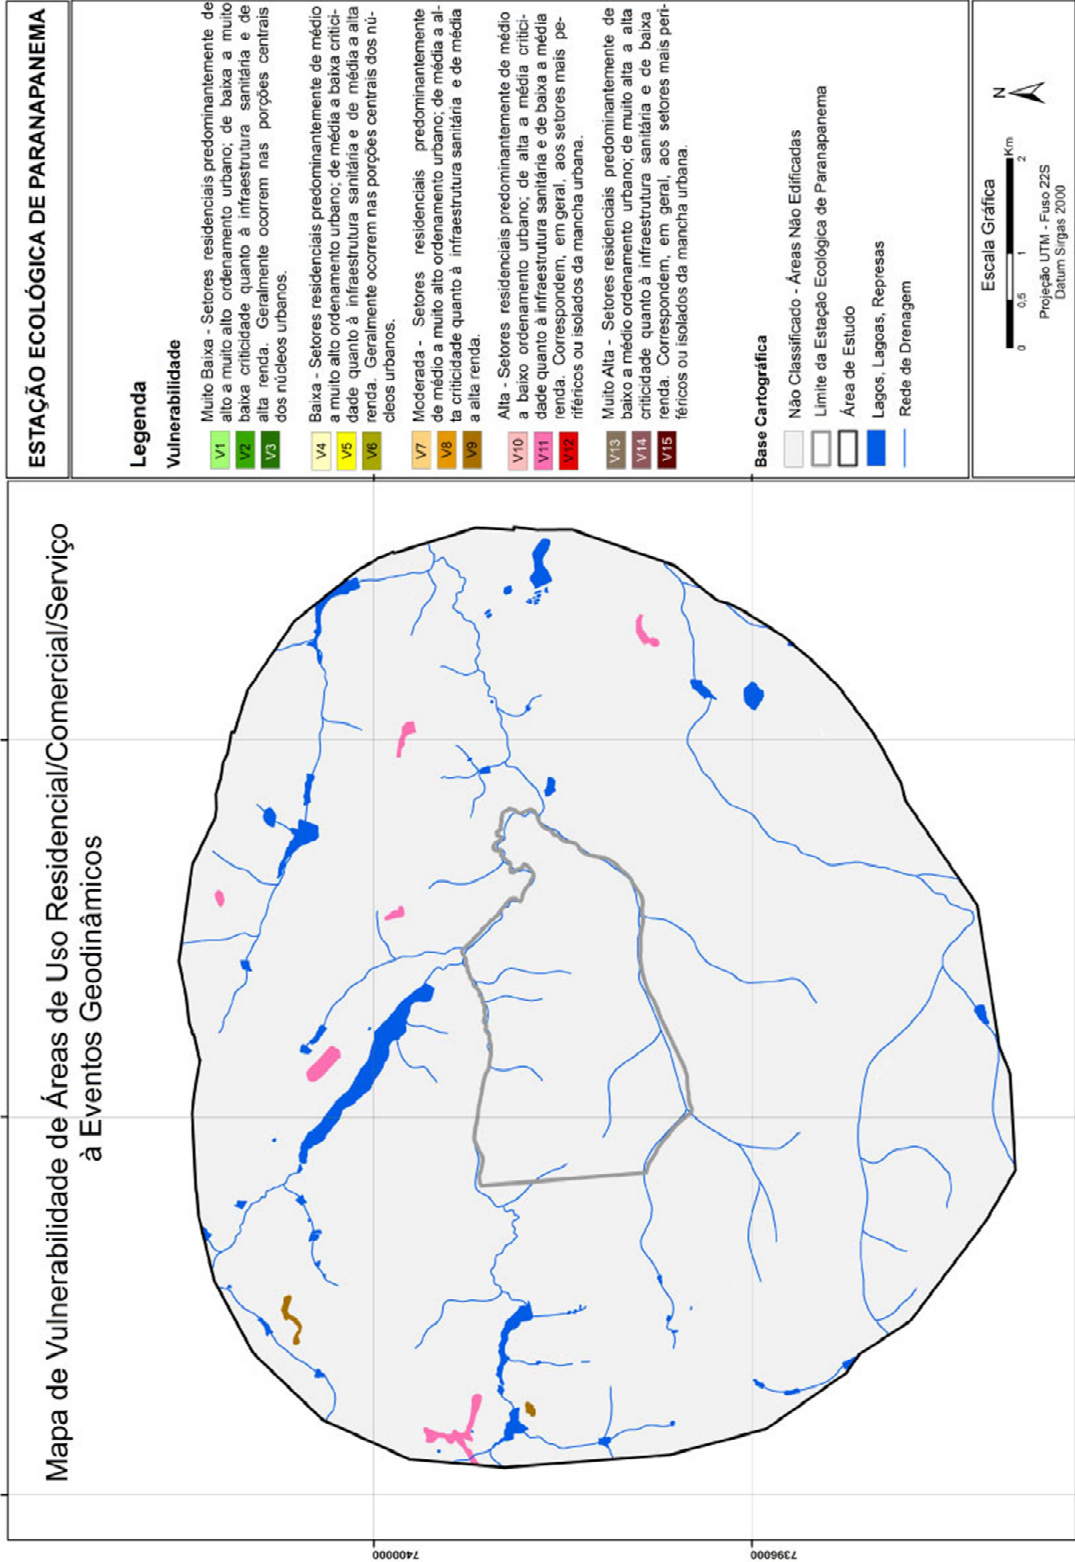 Mapa de Vulnerabilidade de Áreas de Uso Residencial/Comercial/Serviço
à Eventos Geodinâmicos
7400000
7396000
ESTAÇÃO ECOLÓGICA DE PARANAPANEMA
Legenda
Vulnerabilidade
V1
V2
V3
Muito Baixa - Setores residenciais predominantemente de
alto a muito alto ordenamento urbano; de baixa a muito
baixa criticidade quanto à infraestrutura sanitária e de
alta renda. Geralmente ocorrem nas porções centrais
dos núcleos urbanos.
V4
V5
V6
Baixa - Setores residenciais predominantemente de médio
a muito alto ordenamento urbano; de média a baixa critici-
dade quanto à infraestrutura sanitária e de média a alta
renda. Geralmente ocorrem nas porções centrais dos nú-
cleos urbanos.
V7
V8
V9
Moderada - Setores residenciais predominantemente
de médio a muito alto ordenamento urbano; de média a al-
ta criticidade quanto à infraestrutura sanitária e de média
a alta renda.
V10
V11
V12
Alta - Setores residenciais predominantemente de médio
a baixo ordenamento urbano; de alta a média critici-
dade quanto à infraestrutura sanitária e de baixa a média
renda. Correspondem, em geral, aos setores mais pe-
riféricos ou isolados da mancha urbana.
V13
V14
V15
Muito Alta - Setores residenciais predominantemente de
baixo a médio ordenamento urbano; de muito alta a alta
criticidade quanto à infraestrutura sanitária e de baixa
renda. Correspondem, em geral, aos setores mais peri-
féricos ou isolados da mancha urbana.
Base Cartográfica
Não Classificado - Áreas Não Edificadas
Limite da Estação Ecológica de Paranapanema
Área de Estudo
Lagos, Lagoas, Represas
Rede de Drenagem
Escala Gráfica
0 0,5 1 2 Km
N
Projeção UTM - Fuso 22S
Datum Sirgas 2000